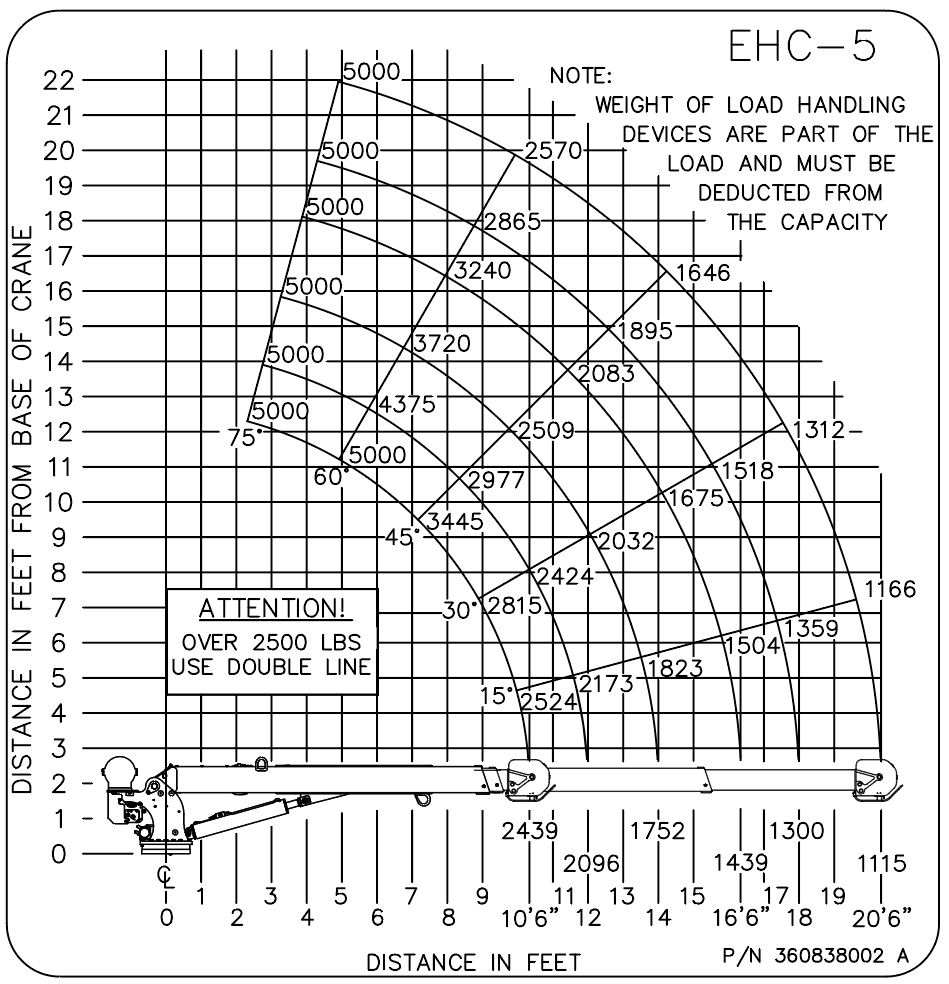 EHC-5
NOTE:
WEIGHT OF LOAD HANDLING
DEVICES ARE PART OF THE
LOAD AND MUST BE
DEDUCTED FROM
THE CAPACITY
DISTANCE IN FEET FROM BASE OF CRANE
22
21
20
19
18
17
16
15
14
13
12
11
10
9
8
7
6
5
4
3
2
1
0
5000
5000 2570
5000 2865
3240 1646
5000
3720 1895
5000 2083
4375
5000 2509 1312
75°
5000 2977 1518
60°
3445 1675
45° 2032
2424
30° 2815 1166
1359
1504
1823
15° 2524 2173
ATTENTION!
OVER 2500 LBS
USE DOUBLE LINE
2439 1752 1300
2096 1439 1115
CL
1 3 5 7 9 11 13 15 17 19
0 2 4 6 8 10'6" 12 14 16'6" 18 20'6"
DISTANCE IN FEET
P/N 360838002 A